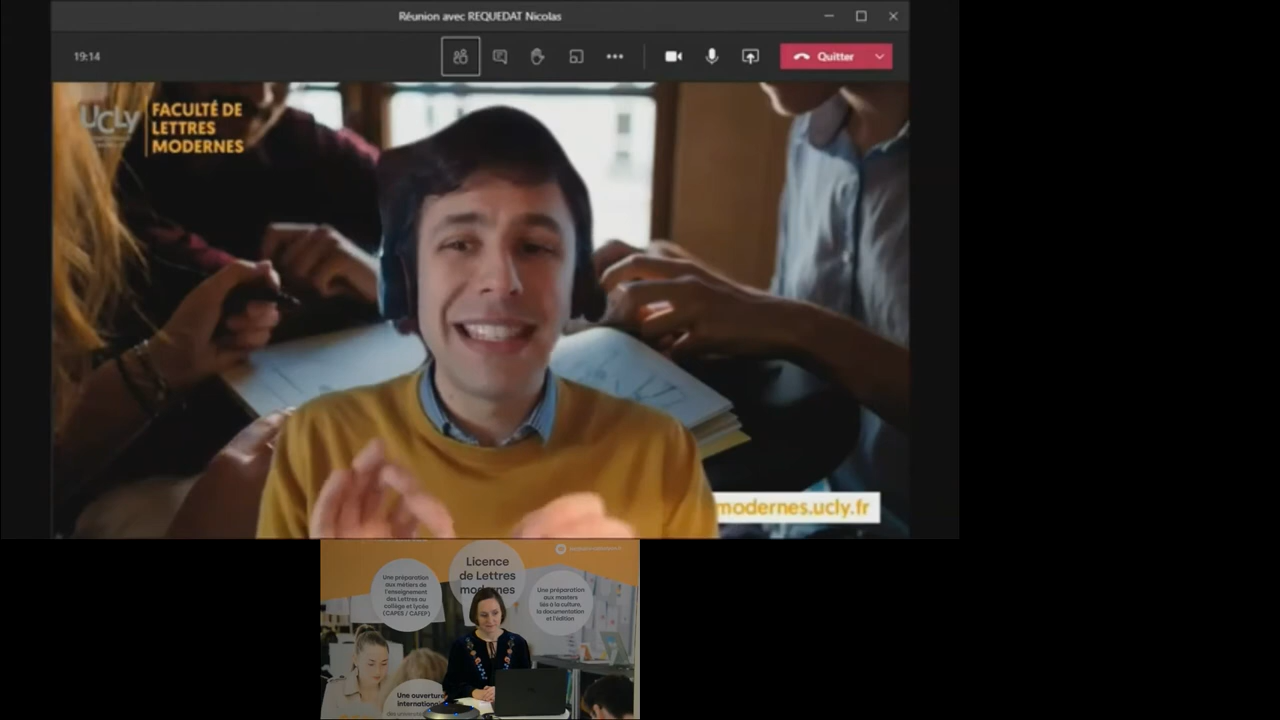 Réunion avec REQUEDAT Nicolas
19:14
Quitter
UCLy
FACULTÉ DE
LETTRES
MODERNES
modernes.ucly.fr
Une préparation
aux métiers de
l'enseignement
des Lettres au
collège et lycée
(CAPES / CAFEP)
Licence
de Lettres
modernes
Une préparation
aux masters
liés à la culture,
la documentation
et l'édition
Une ouverture